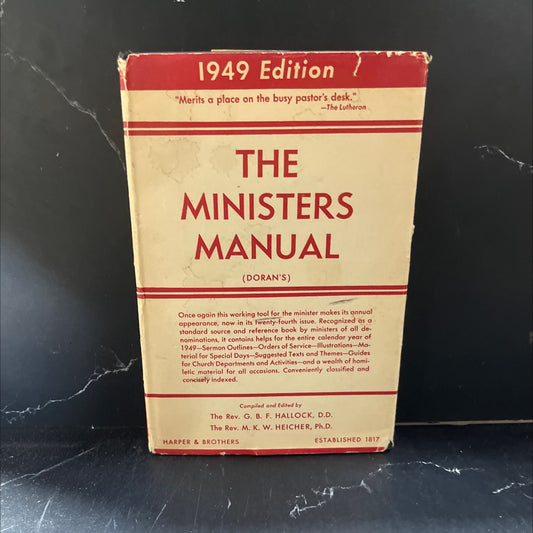 1949 Edition
"Merits a place on the busy pastor's desk."
—The Lutheran
THE
MINISTERS
MANUAL
(DORAN'S)
Once again this working tool for the minister makes its annual
appearance, now in its twenty-fourth issue. Recognized as a
standard source and reference book by ministers of all de-
nominations, it contains helps for the entire calendar year of
1949—Sermon Outlines—Orders of Service—Illustrations—Ma-
terial for Special Days—Suggested Texts and Themes—Guides
for Church Departments and Activities—and a wealth of homi-
letic material for all occasions. Conveniently classified and
concisely indexed.
Compiled and Edited by
The Rev. G. B. F. HALLOCK, D.D.
The Rev. M. K. W. HEICHER, Ph.D.
HARPER & BROTHERS ESTABLISHED 1817